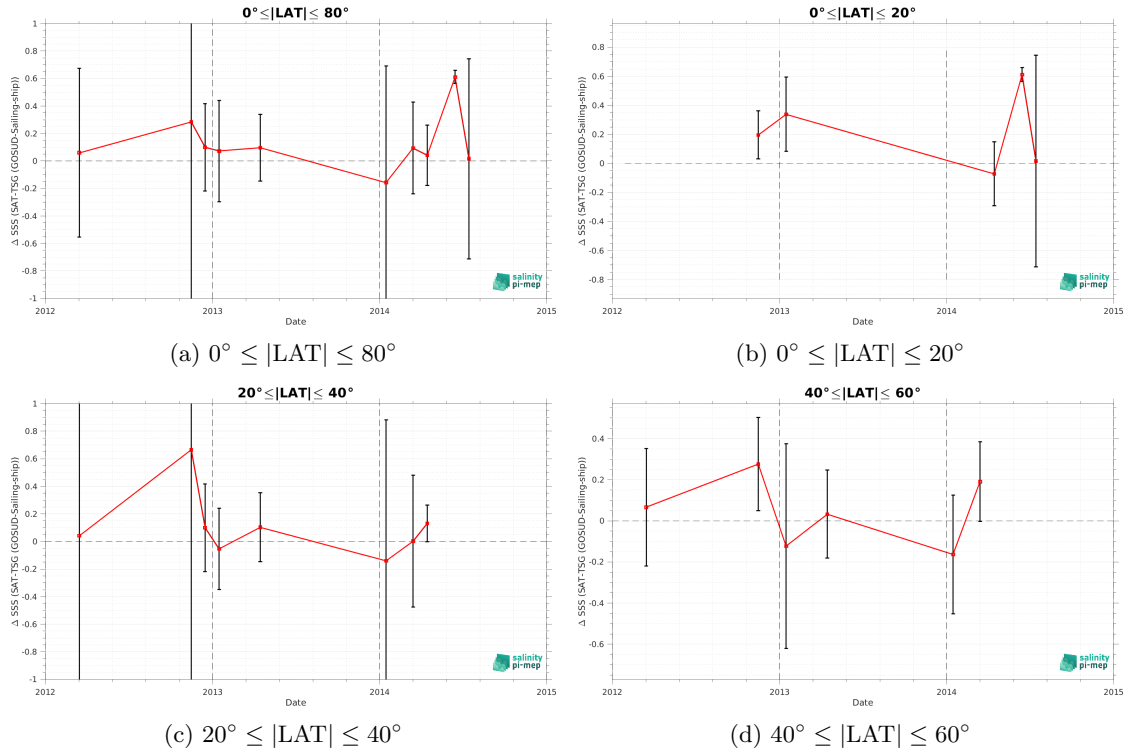 0°≤|LAT|≤ 80°
1
0.8
0.6
0.4
0.2
0
-0.2
-0.4
-0.6
-0.8
-1
Δ SSS (SAT-TSG (GOSUD-Sailing-ship))
2012
2013
2014
2015
Date
salinity
pi-mep
(a) 0° ≤ |LAT| ≤ 80°
0°≤|LAT|≤ 20°
0.8
0.6
0.4
0.2
0
-0.2
-0.4
-0.6
-0.8
Δ SSS (SAT-TSG (GOSUD-Sailing-ship))
2012
2013
2014
2015
Date
salinity
pi-mep
(b) 0° ≤ |LAT| ≤ 20°
20°≤|LAT|≤ 40°
1
0.8
0.6
0.4
0.2
0
-0.2
-0.4
-0.6
-0.8
-1
Δ SSS (SAT-TSG (GOSUD-Sailing-ship))
2012
2013
2014
2015
Date
salinity
pi-mep
(c) 20° ≤ |LAT| ≤ 40°
40°≤|LAT|≤ 60°
0.4
0.2
0
-0.2
-0.4
-0.6
Δ SSS (SAT-TSG (GOSUD-Sailing-ship))
2012
2013
2014
2015
Date
salinity
pi-mep
(d) 40° ≤ |LAT| ≤ 60°